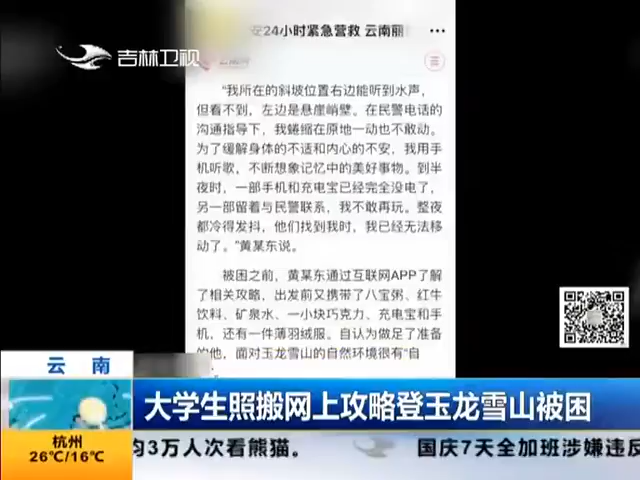 安24小时紧急营救 云南丽
吉林卫视
“我所在的斜坡位置右边能听到水声，
但看不到，左边是悬崖峭壁。在民警电话的
沟通指导下，我蜷缩在原地一动也不敢动。
为了缓解身体的不适和内心的不安，我用手
机听歌，不断想象记忆中的美好事物。到半
夜时，一部手机和充电宝已经完全没电了，
另一部留着与民警联系，我不敢再玩。整夜
都冷得发抖，他们找到我时，我已经无法移
动了。”黄某东说。
被困之前，黄某东通过互联网APP了解
了相关攻略，出发前又携带了八宝粥、红牛
饮料、矿泉水、一小块巧克力、充电宝和手
机，还有一件薄羽绒服。自认为做足了准备
的他，面对玉龙雪山的自然环境很有“自
云 南
大学生照搬网上攻略登玉龙雪山被困
杭州
26℃/16℃
均3万人次看熊猫。
国庆7天全加班涉嫌违反